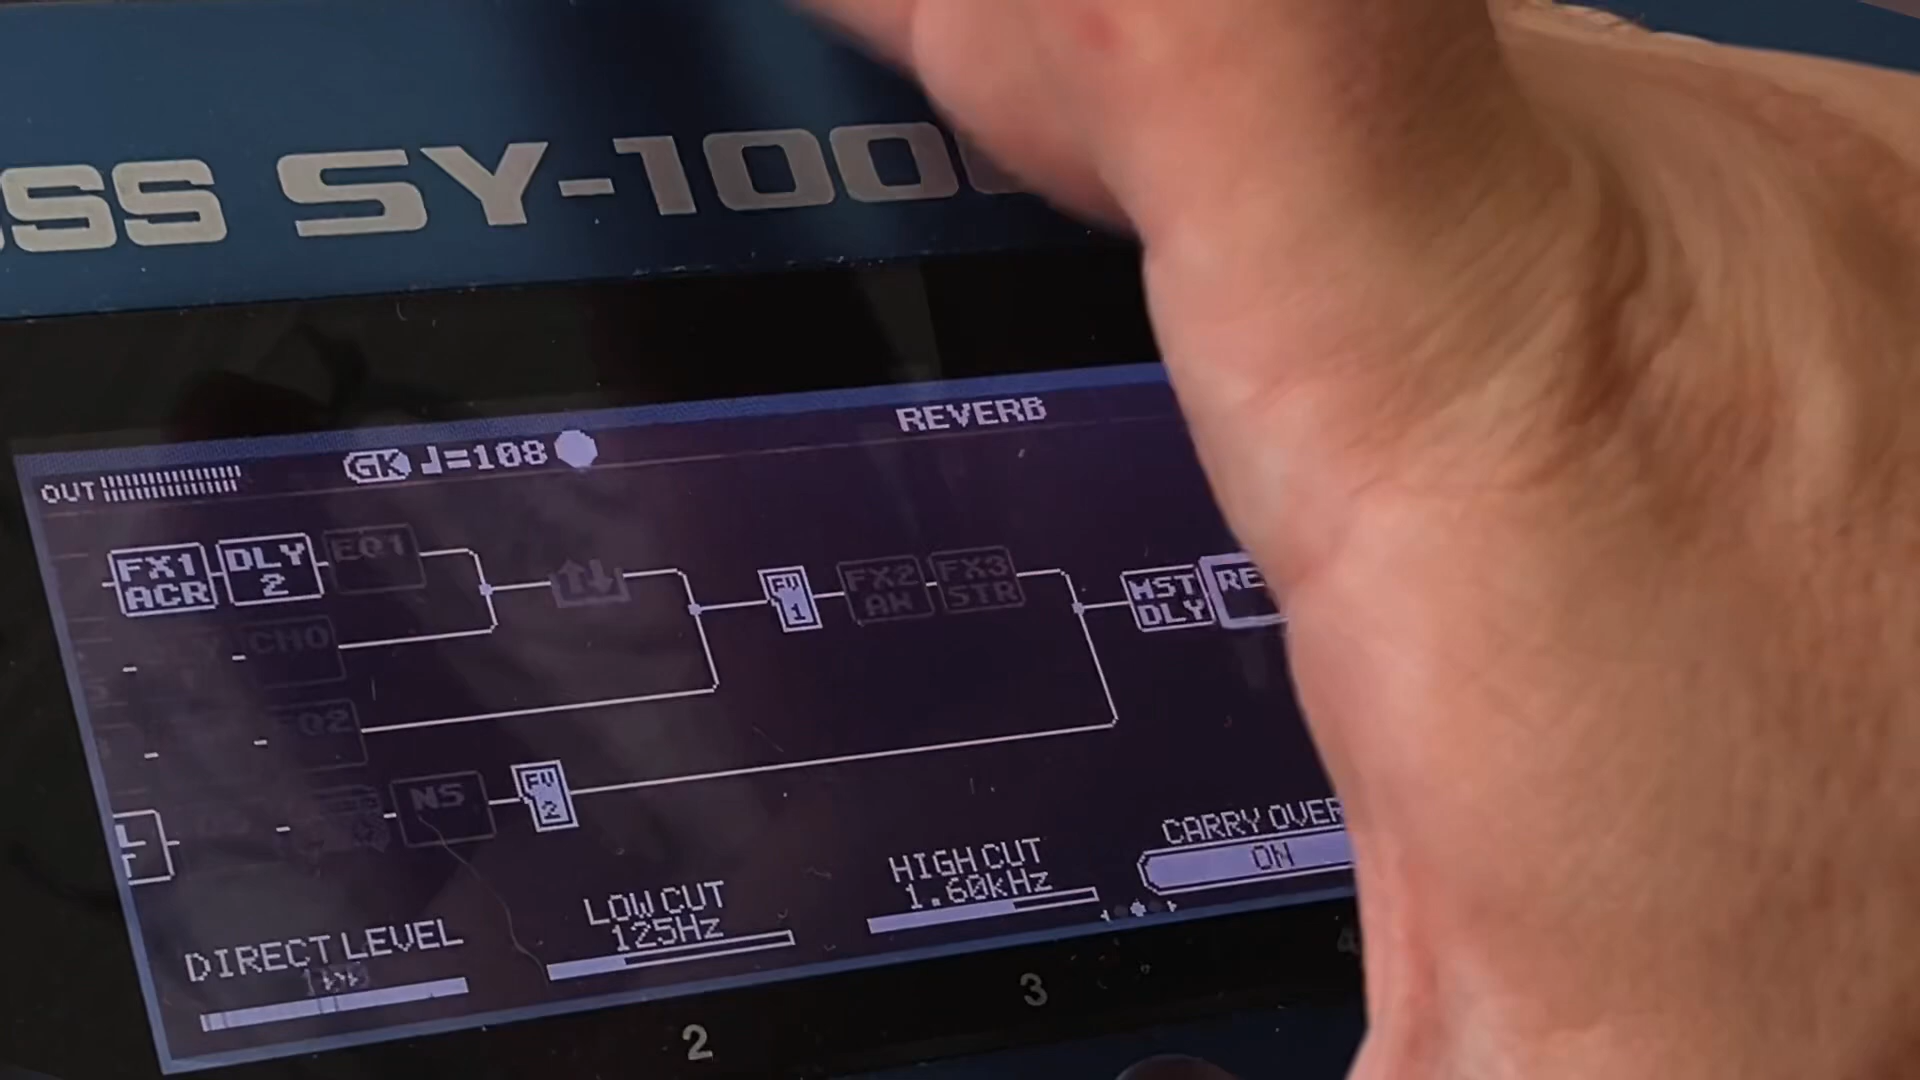 SS SY-100
REVERB
GK ♩=108
OUT
FX1 ACR
DLY 2
EQ1
FV 1
FX2 AW
FX3 STR
MST DLY
RE
CHO
EQ2
NS
FV 2
CARRY OVER
ON
HIGH CUT
1.60kHz
LOW CUT
125Hz
DIRECT LEVEL
2
3
4